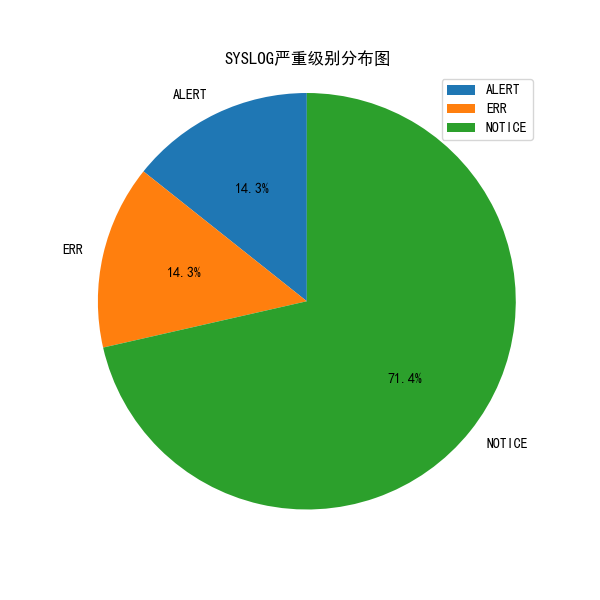 SYSLOG严重级别分布图
ALERT
ERR
NOTICE
ALERT
14.3%
ERR
14.3%
71.4%
NOTICE